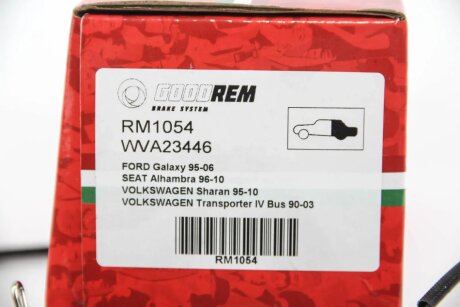 GOODREM
BRAKE SYSTEM
RM1054
WVA23446
FORD Galaxy 95-06
SEAT Alhambra 96-10
VOLKSWAGEN Sharan 95-10
VOLKSWAGEN Transporter IV Bus 90-03
RM1054